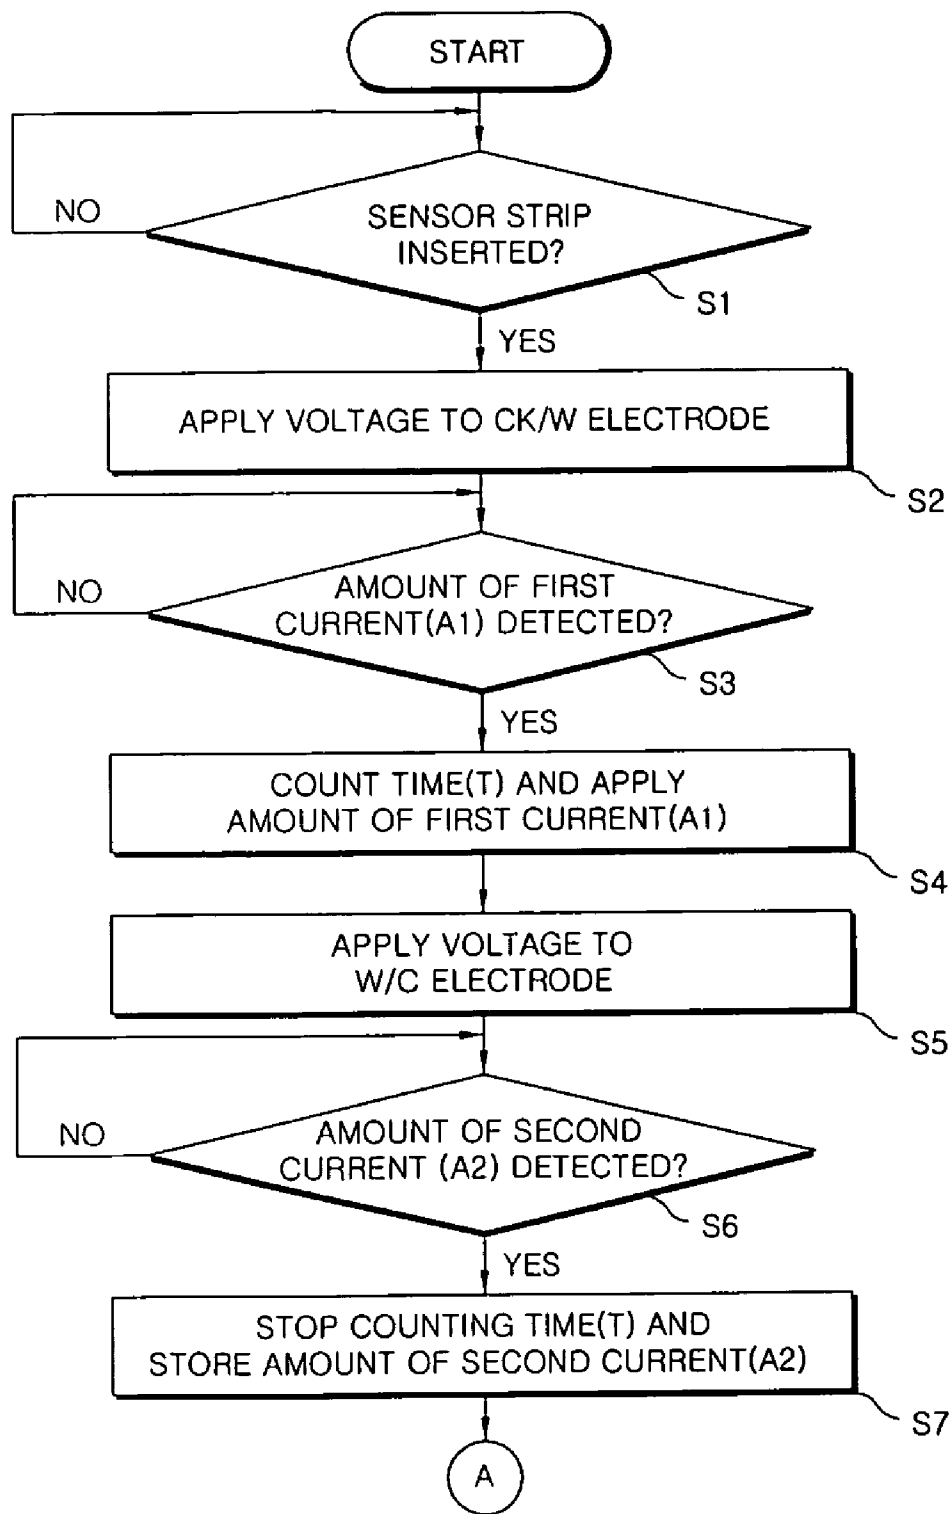 START
NO
SENSOR STRIP
INSERTED?
S1
YES
APPLY VOLTAGE TO CK/W ELECTRODE
S2
NO
AMOUNT OF FIRST
CURRENT(A1) DETECTED?
S3
YES
COUNT TIME(T) AND APPLY
AMOUNT OF FIRST CURRENT(A1)
S4
APPLY VOLTAGE TO
W/C ELECTRODE
S5
NO
AMOUNT OF SECOND
CURRENT (A2) DETECTED?
S6
YES
STOP COUNTING TIME(T) AND
STORE AMOUNT OF SECOND CURRENT(A2)
S7
A